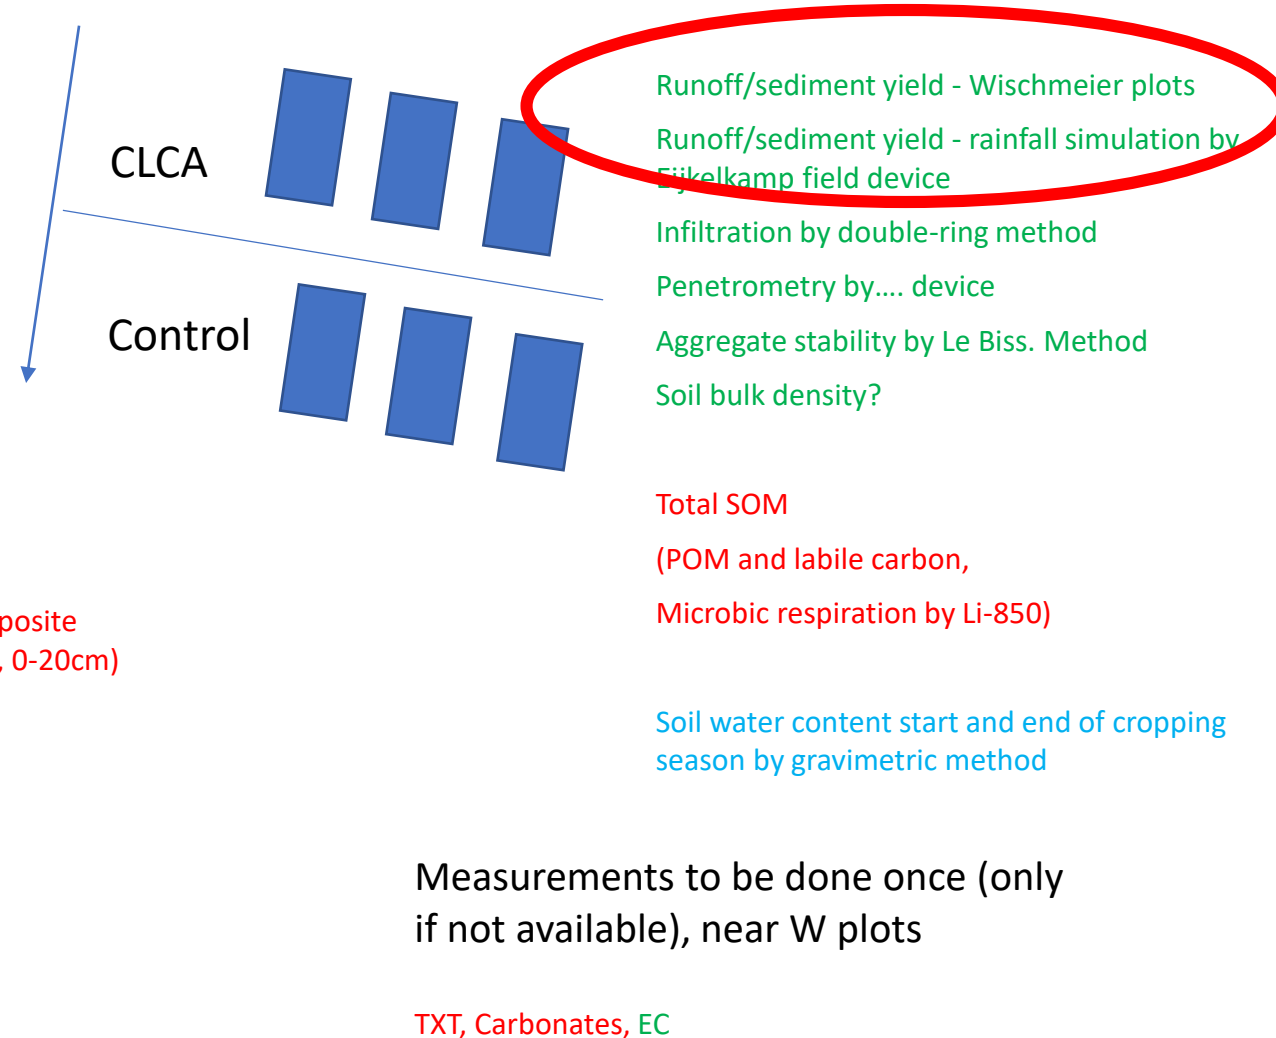 CLCA
Control
Runoff/sediment yield - Wischmeier plots
Runoff/sediment yield - rainfall simulation by
Eijkelkamp field device
Infiltration by double-ring method
Penetrometry by.... device
Aggregate stability by Le Biss. Method
Soil bulk density?
Total SOM
(POM and labile carbon,
Microbic respiration by Li-850)
posite
, 0-20cm)
Soil water content start and end of cropping
season by gravimetric method
Measurements to be done once (only
if not available), near W plots
TXT, Carbonates, EC